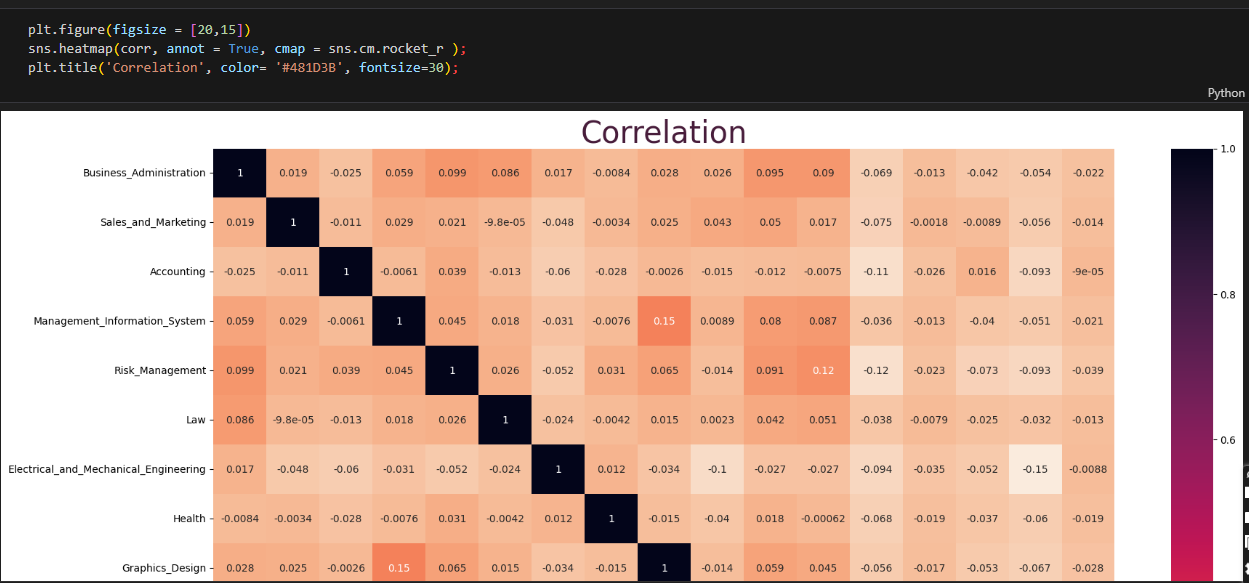 plt.figure(figsize = [20,15])
sns.heatmap(corr, annot = True, cmap = sns.cm.rocket_r );
plt.title('Correlation', color= '#481D3B', fontsize=30);
Python
Correlation
Business_Administration 1 0.019 -0.025 0.059 0.099 0.086 0.017 -0.0084 0.028 0.026 0.095 0.09 -0.069 -0.013 -0.042 -0.054 -0.022 1.0
Sales_and_Marketing 0.019 1 -0.011 0.029 0.021 -9.8e-05 -0.048 -0.0034 0.025 0.043 0.05 0.017 -0.075 -0.0018 -0.0089 -0.056 -0.014
Accounting -0.025 -0.011 1 -0.0061 0.039 -0.013 -0.06 -0.028 -0.0026 -0.015 -0.012 -0.0075 -0.11 -0.026 0.016 -0.093 -9e-05
0.8
Management_Information_System 0.059 0.029 -0.0061 1 0.045 0.018 -0.031 -0.0076 0.15 0.0089 0.08 0.087 -0.036 -0.013 -0.04 -0.051 -0.021
Risk_Management 0.099 0.021 0.039 0.045 1 0.026 -0.052 0.031 0.065 -0.014 0.091 0.12 -0.12 -0.023 -0.073 -0.093 -0.039
Law 0.086 -9.8e-05 -0.013 0.018 0.026 1 -0.024 -0.0042 0.015 0.0023 0.042 0.051 -0.038 -0.0079 -0.025 -0.032 -0.013
0.6
Electrical_and_Mechanical_Engineering 0.017 -0.048 -0.06 -0.031 -0.052 -0.024 1 0.012 -0.034 -0.1 -0.027 -0.027 -0.094 -0.035 -0.052 -0.15 -0.0088
Health -0.0084 -0.0034 -0.028 -0.0076 0.031 -0.0042 0.012 1 -0.015 -0.04 0.018 -0.00062 -0.068 -0.019 -0.037 -0.06 -0.019
Graphics_Design 0.028 0.025 -0.0026 0.15 0.065 0.015 -0.034 -0.015 1 -0.014 0.059 0.045 -0.056 -0.017 -0.053 -0.067 -0.028